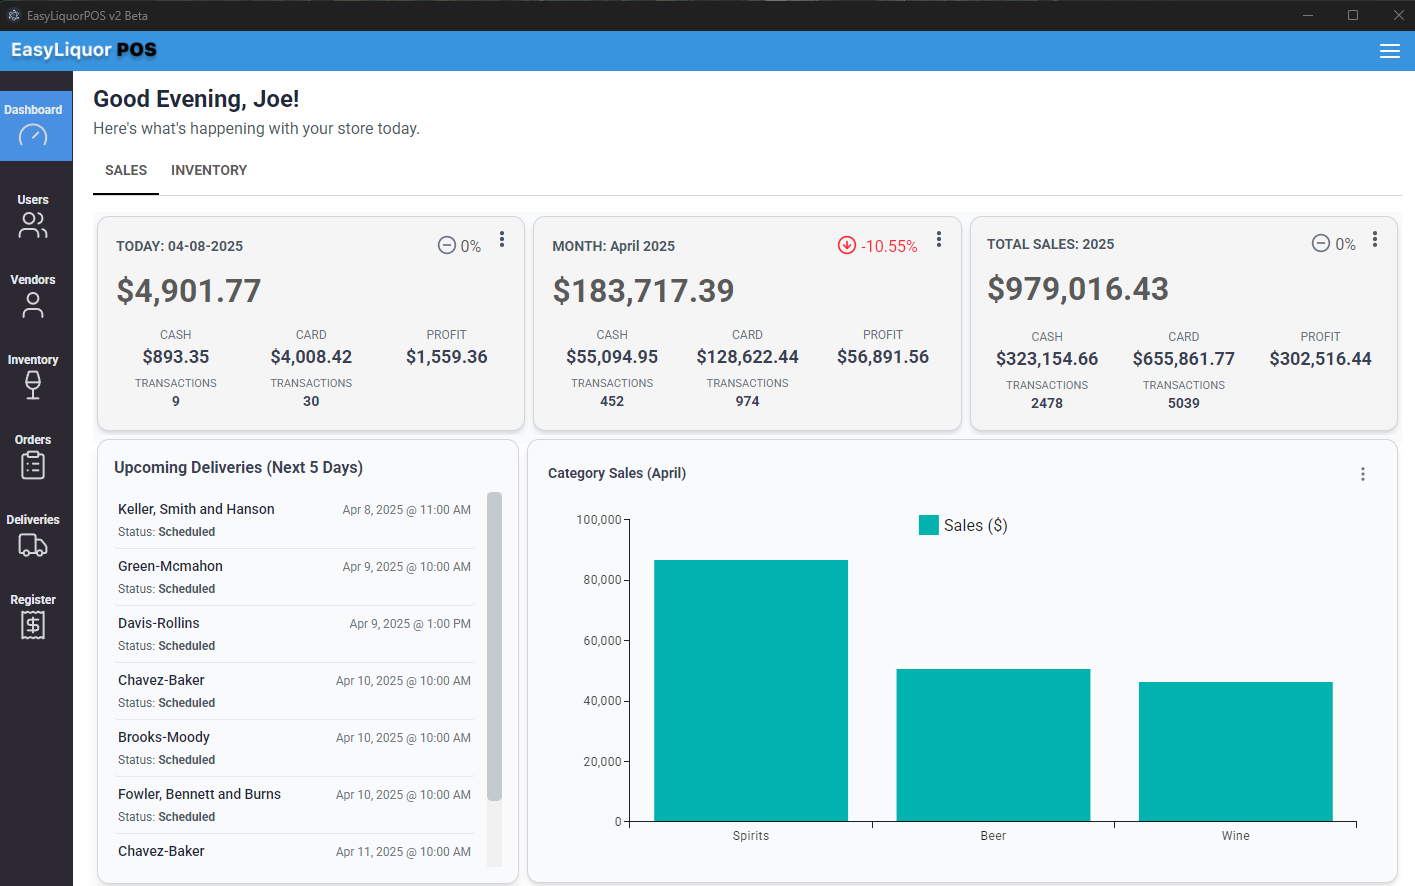 EasyLiquorPOS v2 Beta
EasyLiquor POS
Dashboard
Users
Vendors
Inventory
Orders
Deliveries
Register
Good Evening, Joe!
Here's what's happening with your store today.
SALES INVENTORY
TODAY: 04-08-2025 0%
$4,901.77
CASH CARD PROFIT
$893.35 $4,008.42 $1,559.36
TRANSACTIONS TRANSACTIONS
9 30
MONTH: April 2025 -10.55%
$183,717.39
CASH CARD PROFIT
$55,094.95 $128,622.44 $56,891.56
TRANSACTIONS TRANSACTIONS
452 974
TOTAL SALES: 2025 0%
$979,016.43
CASH CARD PROFIT
$323,154.66 $655,861.77 $302,516.44
TRANSACTIONS TRANSACTIONS
2478 5039
Upcoming Deliveries (Next 5 Days)
Keller, Smith and Hanson Apr 8, 2025 @ 11:00 AM
Status: Scheduled
Green-Mcmahon Apr 9, 2025 @ 10:00 AM
Status: Scheduled
Davis-Rollins Apr 9, 2025 @ 1:00 PM
Status: Scheduled
Chavez-Baker Apr 10, 2025 @ 10:00 AM
Status: Scheduled
Brooks-Moody Apr 10, 2025 @ 10:00 AM
Status: Scheduled
Fowler, Bennett and Burns Apr 10, 2025 @ 10:00 AM
Status: Scheduled
Chavez-Baker Apr 11, 2025 @ 10:00 AM
Category Sales (April)
Sales ($)
100,000
80,000
60,000
40,000
20,000
0
Spirits Beer Wine